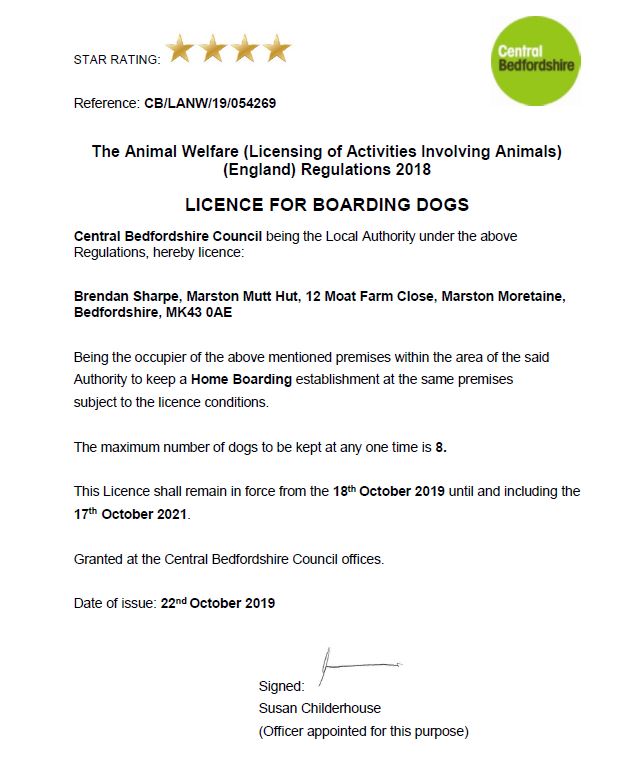 STAR RATING:
Central
Bedfordshire
Reference: CB/LANW/19/054269
The Animal Welfare (Licensing of Activities Involving Animals)
(England) Regulations 2018
LICENCE FOR BOARDING DOGS
Central Bedfordshire Council being the Local Authority under the above
Regulations, hereby licence:
Brendan Sharpe, Marston Mutt Hut, 12 Moat Farm Close, Marston Moretaine,
Bedfordshire, MK43 0AE
Being the occupier of the above mentioned premises within the area of the said
Authority to keep a Home Boarding establishment at the same premises
subject to the licence conditions.
The maximum number of dogs to be kept at any one time is 8.
This Licence shall remain in force from the 18th October 2019 until and including the
17th October 2021.
Granted at the Central Bedfordshire Council offices.
Date of issue: 22nd October 2019
Signed:
Susan Childerhouse
(Officer appointed for this purpose)